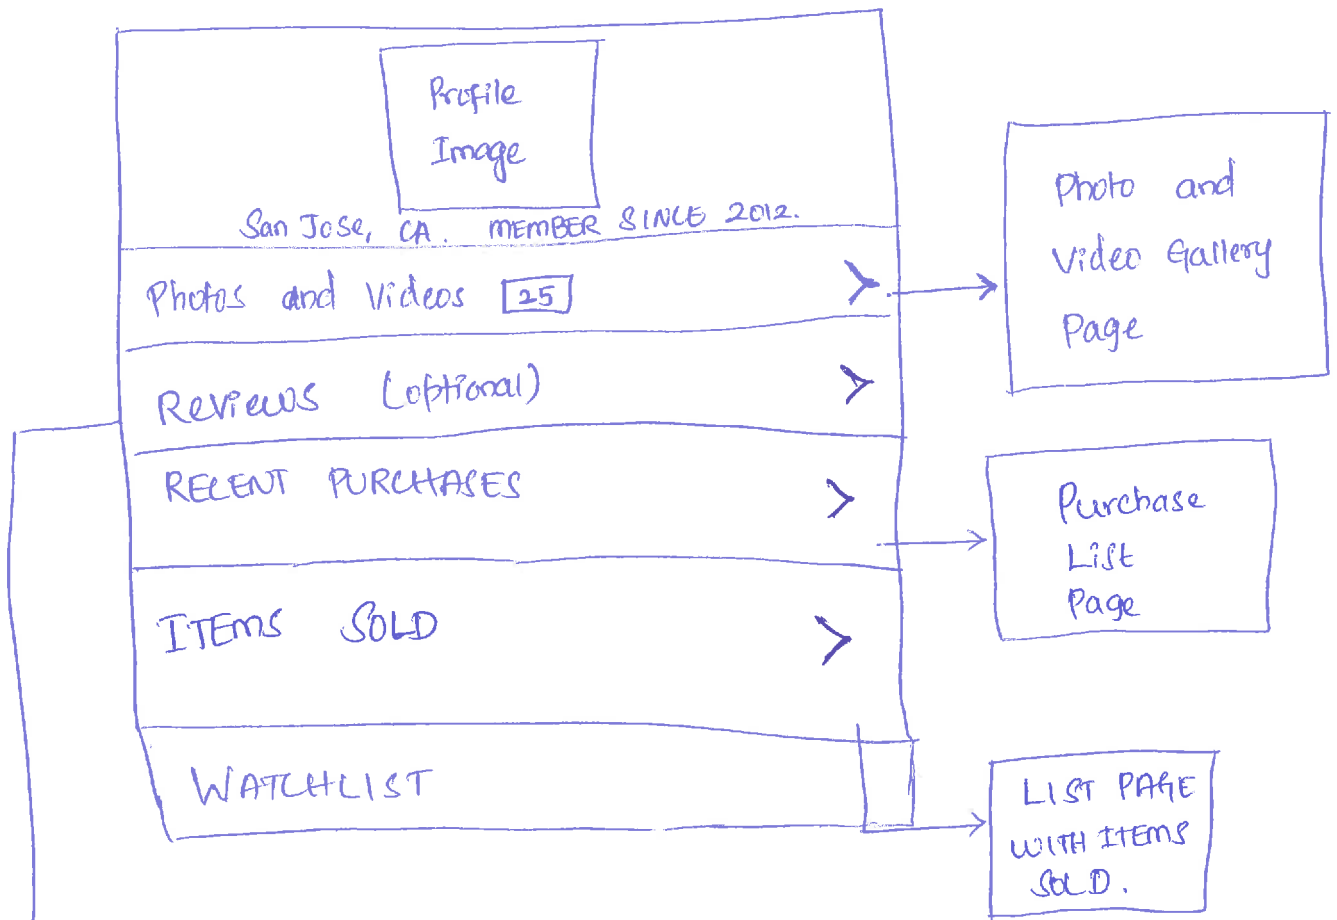 Profile
Image
San Jose, CA. MEMBER SINCE 2012.
Photos and Videos 25
Reviews (optional)
RECENT PURCHASES
ITEMS SOLD
WATCHLIST
Photo and
Video Gallery
Page
Purchase
List
Page
LIST PAGE
WITH ITEMS
SOLD.